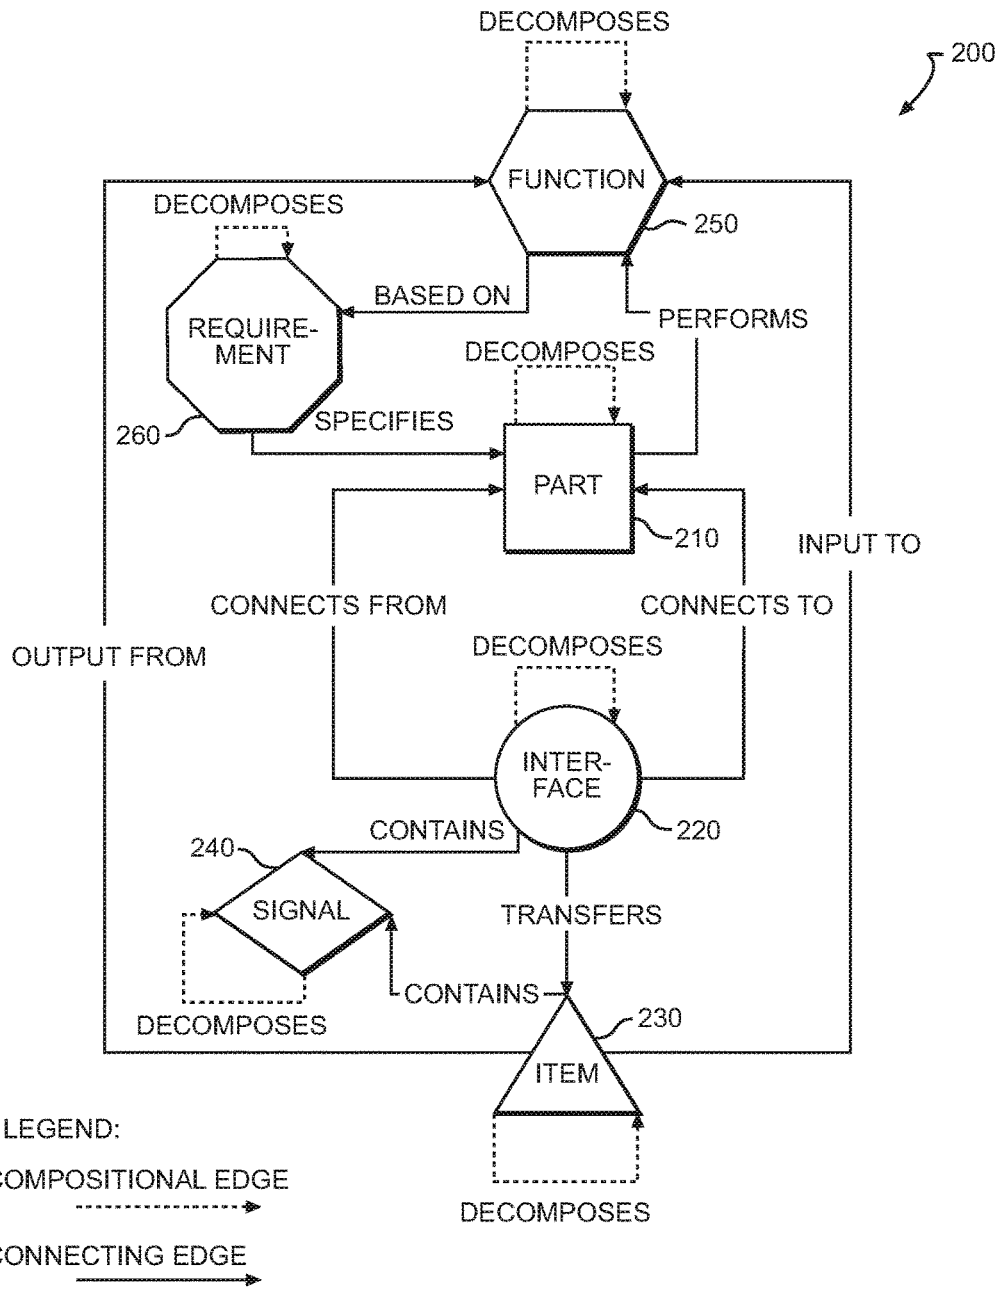 DECOMPOSES
200
FUNCTION
DECOMPOSES
250
BASED ON
PERFORMS
REQUIRE-
MENT
DECOMPOSES
SPECIFIES
260
PART
210
INPUT TO
CONNECTS FROM
CONNECTS TO
OUTPUT FROM
DECOMPOSES
INTER-
FACE
220
CONTAINS
240
SIGNAL
TRANSFERS
CONTAINS
DECOMPOSES
230
ITEM
LEGEND:
COMPOSITIONAL EDGE
DECOMPOSES
CONNECTING EDGE